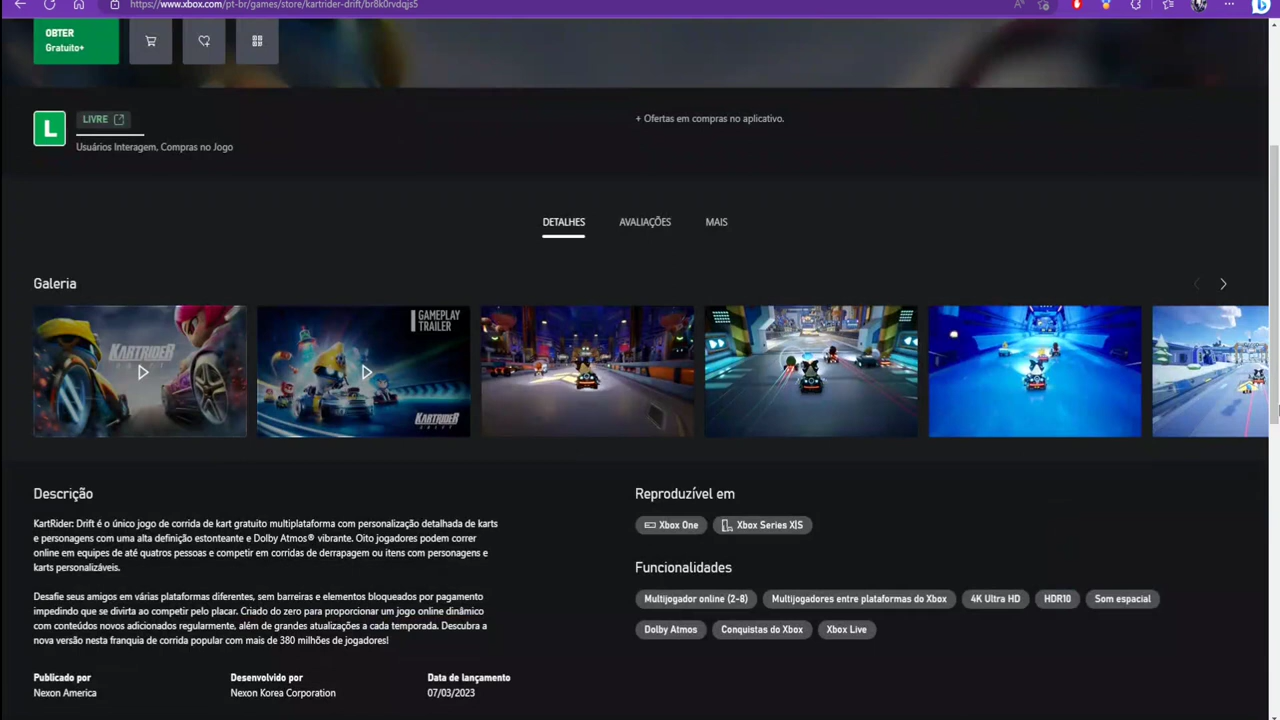 https://www.xbox.com/pt-br/games/store/kartrider-drift/br8k0rvdqjs5
OBTER
Gratuito+
L
LIVRE
Usuários Interagem, Compras no Jogo
+ Ofertas em compras no aplicativo.
DETALHES
AVALIAÇÕES
MAIS
Galeria
KARTRIDER
DRIFT
GAMEPLAY
TRAILER
KARTRIDER
DRIFT
Descrição
KartRider: Drift é o único jogo de corrida de kart gratuito multiplataforma com personalização detalhada de karts
e personagens com uma alta definição estonteante e Dolby Atmos® vibrante. Oito jogadores podem correr
online em equipes de até quatros pessoas e competir em corridas de derrapagem ou itens com personagens e
karts personalizáveis.
Desafie seus amigos em várias plataformas diferentes, sem barreiras e elementos bloqueados por pagamento
impedindo que se divirta ao competir pelo placar. Criado do zero para proporcionar um jogo online dinâmico
com conteúdos novos adicionados regularmente, além de grandes atualizações a cada temporada. Descubra a
nova versão nesta franquia de corrida popular com mais de 380 milhões de jogadores!
Publicado por
Nexon America
Desenvolvido por
Nexon Korea Corporation
Data de lançamento
07/03/2023
Reproduzível em
Xbox One
Xbox Series X|S
Funcionalidades
Multijogador online (2-8)
Multijogadores entre plataformas do Xbox
4K Ultra HD
HDR10
Som espacial
Dolby Atmos
Conquistas do Xbox
Xbox Live